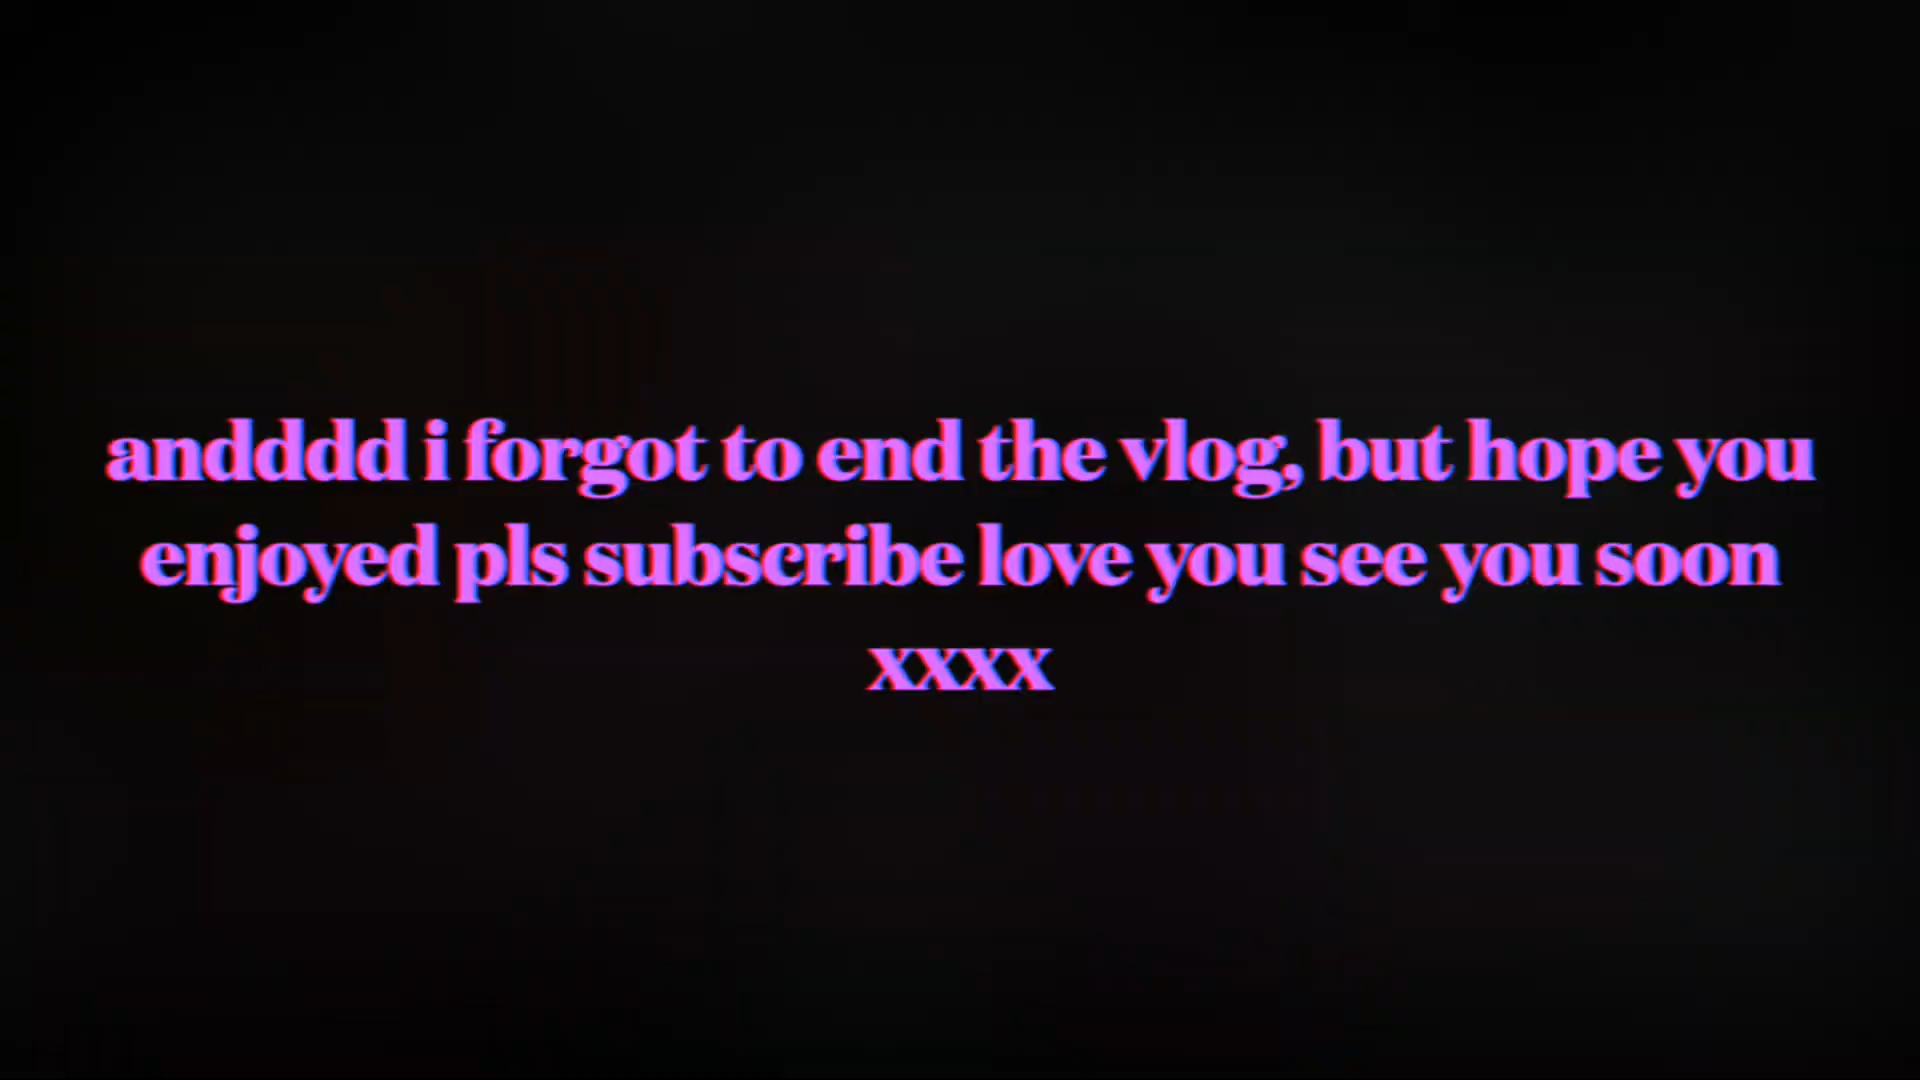 andddd i forgot to end the vlog, but hope you
enjoyed pls subscribe love you see you soon
xxxx